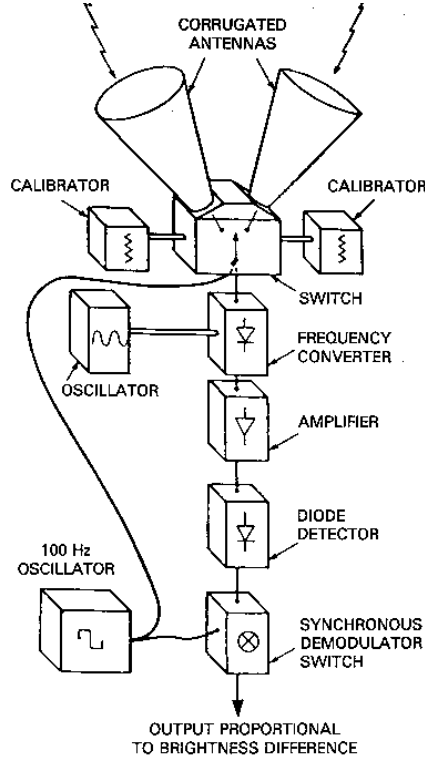 CORRUGATED
ANTENNAS
CALIBRATOR
CALIBRATOR
SWITCH
FREQUENCY
CONVERTER
OSCILLATOR
AMPLIFIER
DIODE
DETECTOR
100 Hz
OSCILLATOR
SYNCHRONOUS
DEMODULATOR
SWITCH
OUTPUT PROPORTIONAL
TO BRIGHTNESS DIFFERENCE